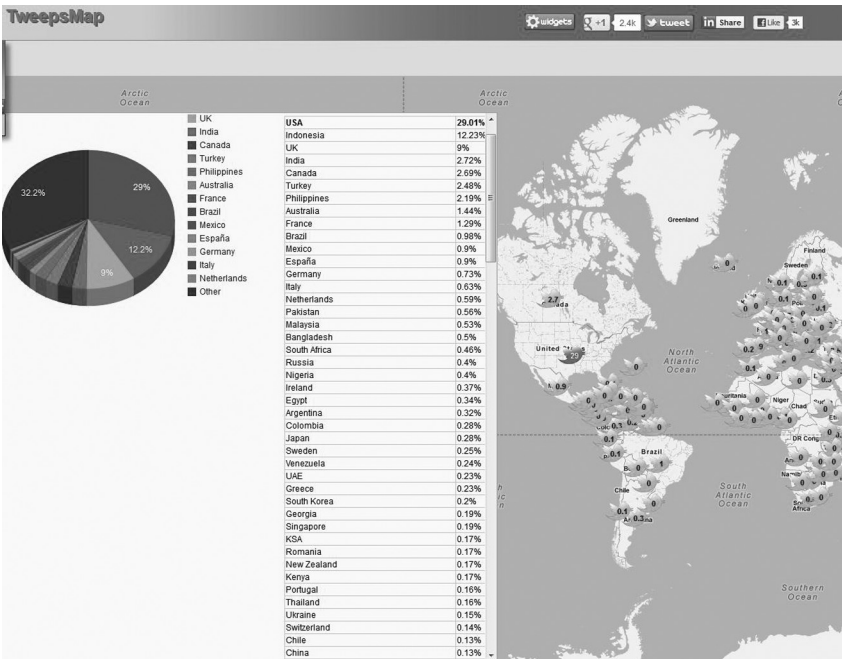 TweepsMap
widgets +1 2.4k tweet in Share Like 3k
Arctic
Ocean
Arctic
Ocean
UK
India
Canada
Turkey
Philippines
Australia
France
Brazil
Mexico
España
Germany
Italy
Netherlands
Other
32.2%
29%
12.2%
9%
USA 29.01%
Indonesia 12.23%
UK 9%
India 2.72%
Canada 2.69%
Turkey 2.48%
Philippines 2.19%
Australia 1.44%
France 1.29%
Brazil 0.98%
Mexico 0.9%
España 0.9%
Germany 0.73%
Italy 0.63%
Netherlands 0.59%
Pakistan 0.56%
Malaysia 0.53%
Bangladesh 0.5%
South Africa 0.46%
Russia 0.4%
Nigeria 0.4%
Ireland 0.37%
Egypt 0.34%
Argentina 0.32%
Colombia 0.28%
Japan 0.28%
Sweden 0.25%
Venezuela 0.24%
UAE 0.23%
Greece 0.23%
South Korea 0.2%
Georgia 0.19%
Singapore 0.19%
KSA 0.17%
Romania 0.17%
New Zealand 0.17%
Kenya 0.17%
Portugal 0.16%
Thailand 0.16%
Ukraine 0.15%
Switzerland 0.14%
Chile 0.13%
China 0.13%
Greenland
Finland
Sweden
2.7
29
0.9
North
Atlantic
Ocean
Niger
Chad
DR Cong
Brazil
1
Chile
South
Atlantic
Ocean
Africa
Southern
Ocean